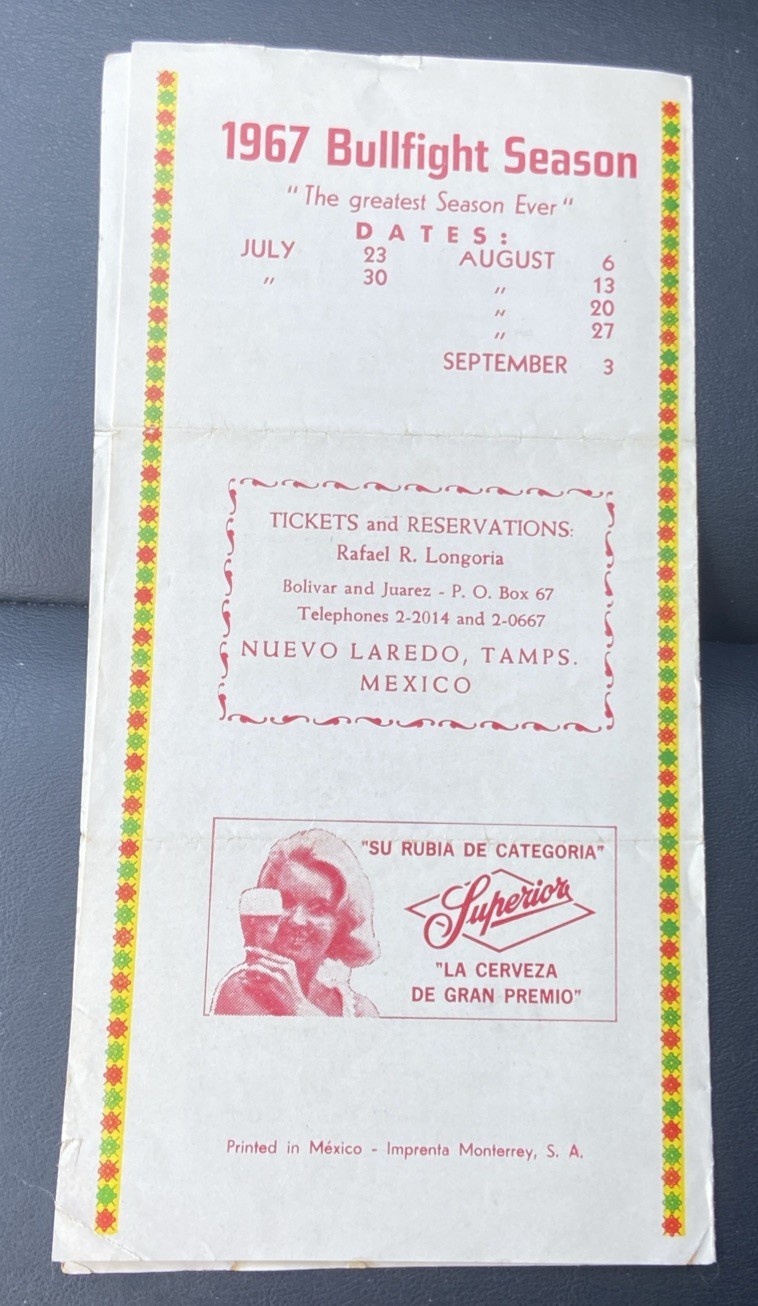 1967 Bullfight Season
"The greatest Season Ever"
DATES:
JULY 23 AUGUST 6
" 30 " 13
" 20
" 27
SEPTEMBER 3
TICKETS and RESERVATIONS:
Rafael R. Longoria
Bolivar and Juarez - P. O. Box 67
Telephones 2-2014 and 2-0667
NUEVO LAREDO, TAMPS.
MEXICO
"SU RUBIA DE CATEGORIA"
Superior
"LA CERVEZA
DE GRAN PREMIO"
Printed in México - Imprenta Monterrey, S. A.